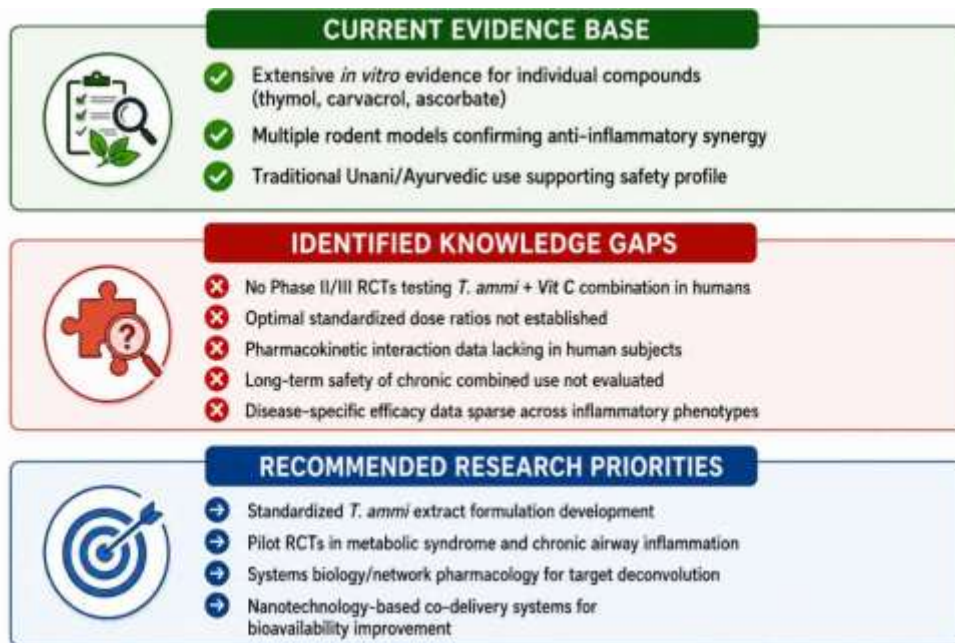 CURRENT EVIDENCE BASE
Extensive in vitro evidence for individual compounds
(thymol, carvacrol, ascorbate)
Multiple rodent models confirming anti-inflammatory synergy
Traditional Unani/Ayurvedic use supporting safety profile
IDENTIFIED KNOWLEDGE GAPS
?
No Phase II/III RCTs testing T. ammi + Vit C combination in humans
Optimal standardized dose ratios not established
Pharmacokinetic interaction data lacking in human subjects
Long-term safety of chronic combined use not evaluated
Disease-specific efficacy data sparse across inflammatory phenotypes
RECOMMENDED RESEARCH PRIORITIES
Standardized T. ammi extract formulation development
Pilot RCTs in metabolic syndrome and chronic airway inflammation
Systems biology/network pharmacology for target deconvolution
Nanotechnology-based co-delivery systems for
bioavailability improvement